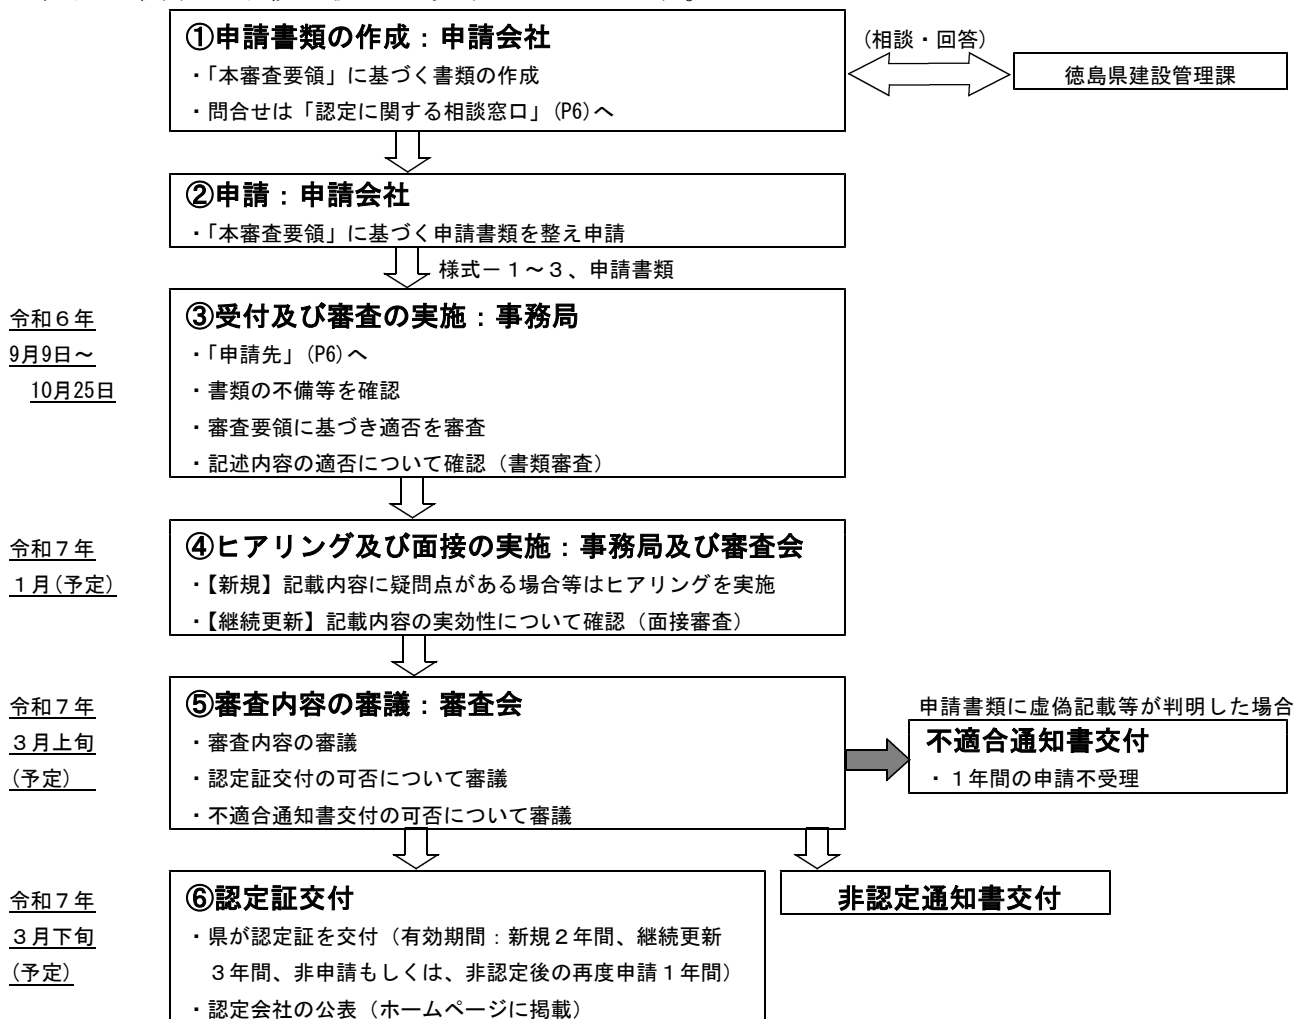 ①申請書類の作成：申請会社
・「本審査要領」に基づく書類の作成
・問合せは「認定に関する相談窓口」(P6)へ
(相談・回答)
徳島県建設管理課
②申請：申請会社
・「本審査要領」に基づく申請書類を整え申請
様式－１～３、申請書類
令和６年
9月9日～
10月25日
③受付及び審査の実施：事務局
・「申請先」(P6)へ
・書類の不備等を確認
・審査要領に基づき適否を審査
・記述内容の適否について確認（書類審査）
令和７年
１月(予定)
④ヒアリング及び面接の実施：事務局及び審査会
・【新規】記載内容に疑問点がある場合等はヒアリングを実施
・【継続更新】記載内容の実効性について確認（面接審査）
令和７年
３月上旬
(予定)
⑤審査内容の審議：審査会
・審査内容の審議
・認定証交付の可否について審議
・不適合通知書交付の可否について審議
申請書類に虚偽記載等が判明した場合
不適合通知書交付
・１年間の申請不受理
令和７年
３月下旬
(予定)
⑥認定証交付
・県が認定証を交付（有効期間：新規２年間、継続更新
３年間、非申請もしくは、非認定後の再度申請１年間）
・認定会社の公表（ホームページに掲載）
非認定通知書交付